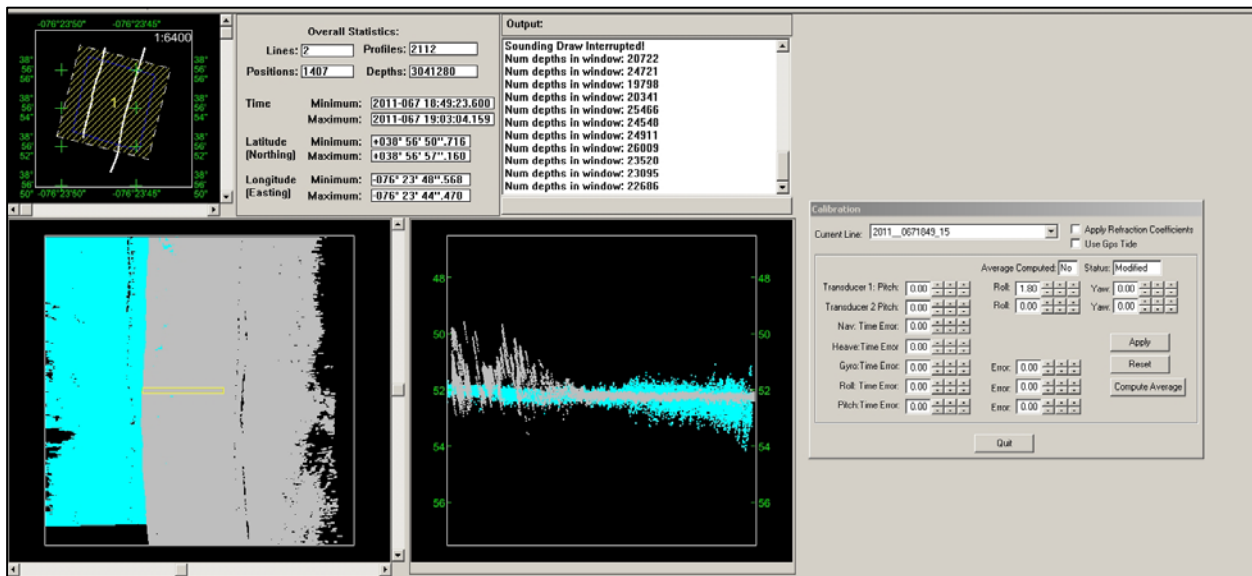 -076°23'50" -076°23'45"
1:6400
38° 56' 56" 38° 56' 56"
38° 56' 54" 38° 56' 54"
38° 56' 52" 38° 56' 52"
38° 38°
50" -076°23'50" -076°23'45" 50"
1
Overall Statistics:
Lines: 2 Profiles: 2112
Positions: 1407 Depths: 3041280
Time Minimum: 2011-067 18:49:23.600
Maximum: 2011-067 19:03:04.159
Latitude Minimum: +038° 56' 50".716
(Northing) Maximum: +038° 56' 57".160
Longitude Minimum: -076° 23' 48".568
(Easting) Maximum: -076° 23' 44".470
Output:
Sounding Draw Interrupted!
Num depths in window: 20722
Num depths in window: 24721
Num depths in window: 19798
Num depths in window: 20341
Num depths in window: 25466
Num depths in window: 24548
Num depths in window: 24911
Num depths in window: 26009
Num depths in window: 23520
Num depths in window: 23095
Num depths in window: 22686
48 48
50 50
52 52
54 54
56 56
Calibration
Current Line: 2011__0671849_15 Apply Refraction Coefficients
Use Gps Tide
Average Computed: No Status: Modified
Transducer 1: Pitch: 0.00 Roll: 1.80 Yaw: 0.00
Transducer 2 Pitch: 0.00 Roll: 0.00 Yaw: 0.00
Nav: Time Error: 0.00
Heave: Time Error 0.00 Apply
Gyro: Time Error: 0.00 Error: 0.00 Reset
Roll: Time Error: 0.00 Error: 0.00 Compute Average
Pitch: Time Error: 0.00 Error: 0.00
Quit